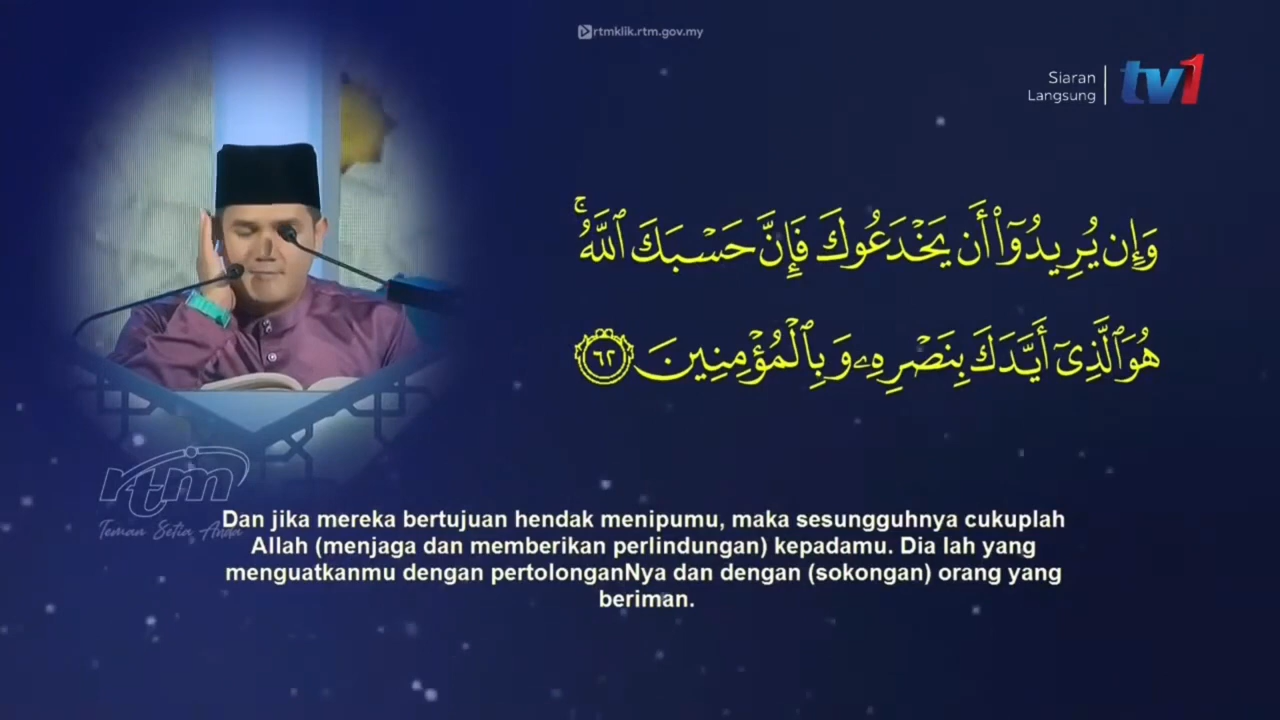 rtmklik.rtm.gov.my
Siaran
Langsung
tv1
وَإِن يُرِيدُوٓا۟ أَن يَخْدَعُوكَ فَإِنَّ حَسْبَكَ ٱللَّهُ ۚ
هُوَ ٱلَّذِىٓ أَيَّدَكَ بِنَصْرِهِۦ وَبِٱلْمُؤْمِنِينَ ٦٢
rtm
Teman Setia Anda
Dan jika mereka bertujuan hendak menipumu, maka sesungguhnya cukuplah
Allah (menjaga dan memberikan perlindungan) kepadamu. Dia lah yang
menguatkanmu dengan pertolonganNya dan dengan (sokongan) orang yang
beriman.